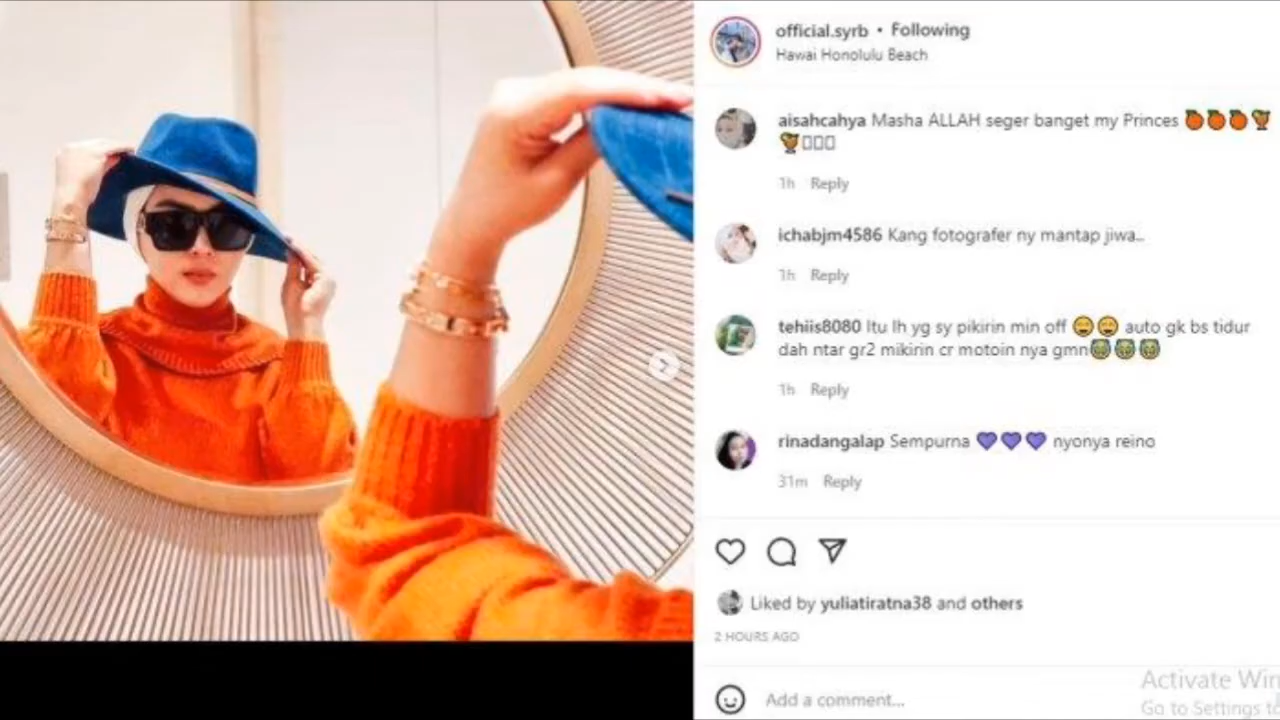 official.syrb • Following
Hawai Honolulu Beach
aisahcahya Masha ALLAH seger banget my Princes 🍊🍊🍊🍹
🍹
1h Reply
ichabjm4586 Kang fotografer ny mantap jiwa..
1h Reply
tehiis8080 Itu lh yg sy pikirin min off 😂😂 auto gk bs tidur
dah ntar gr2 mikirin cr motoin nya gmn😭😭😭
1h Reply
rinadangalap Sempurna 💜💜💜 nyonya reino
31m Reply
Liked by yuliatiratna38 and others
2 HOURS AGO
Add a comment...
Activate Win
Go to Settings to